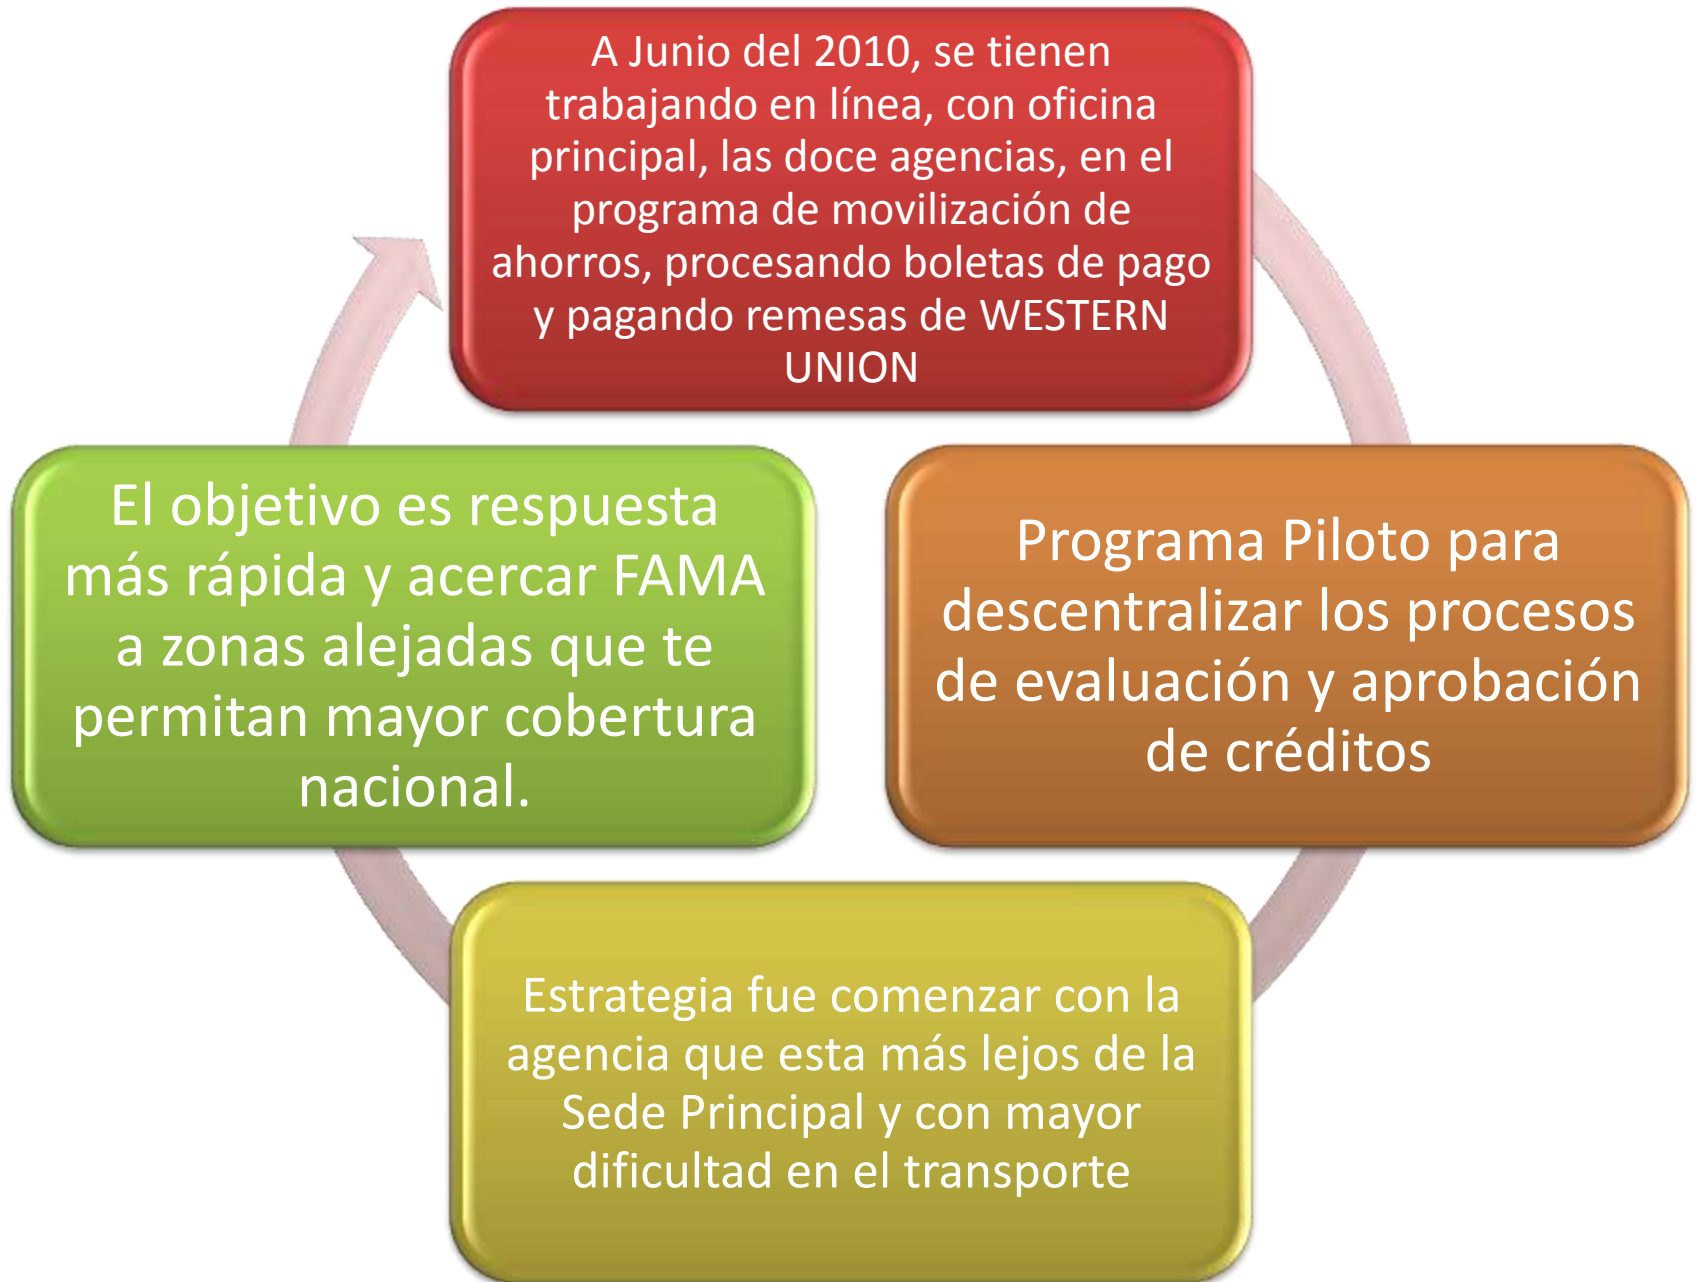 A Junio del 2010, se tienen
trabajando en línea, con oficina
principal, las doce agencias, en el
programa de movilización de
ahorros, procesando boletas de pago
y pagando remesas de WESTERN
UNION
Programa Piloto para
descentralizar los procesos
de evaluación y aprobación
de créditos
Estrategia fue comenzar con la
agencia que esta más lejos de la
Sede Principal y con mayor
dificultad en el transporte
El objetivo es respuesta
más rápida y acercar FAMA
a zonas alejadas que te
permitan mayor cobertura
nacional.